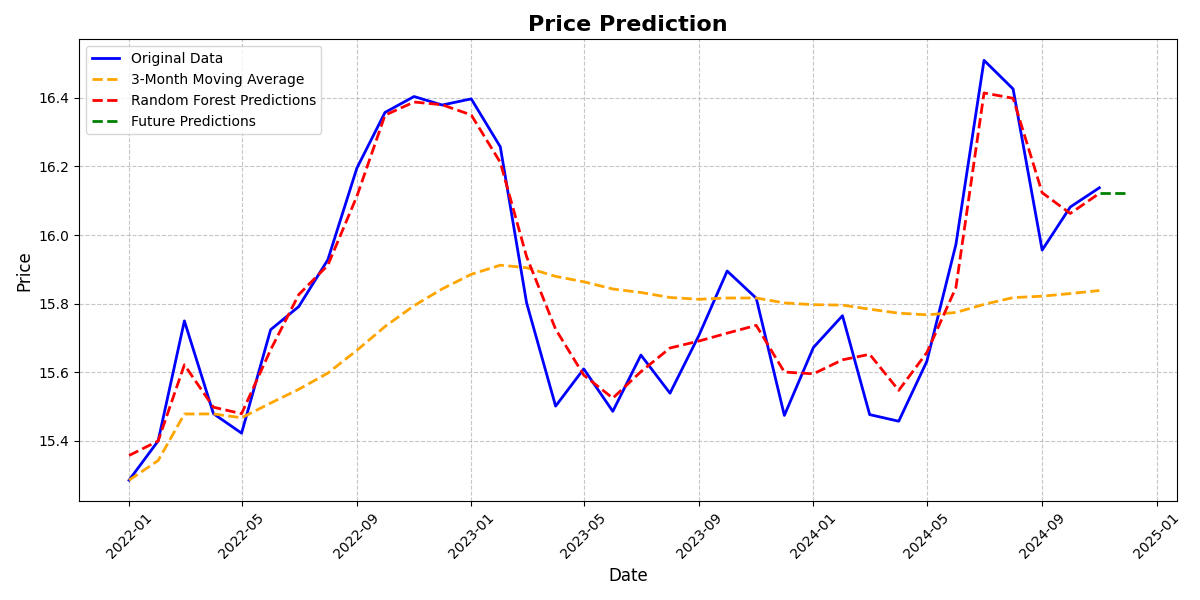 Price Prediction
Original Data
3-Month Moving Average
Random Forest Predictions
Future Predictions
Price
16.4
16.2
16.0
15.8
15.6
15.4
2022-01
2022-05
2022-09
2023-01
2023-05
2023-09
2024-01
2024-05
2024-09
2025-01
Date